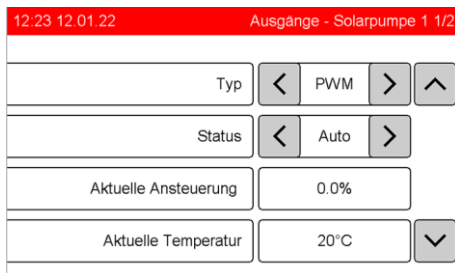 12:23 12.01.22 Ausgänge - Solarpumpe 1 1/2
Typ PWM
Status Auto
Aktuelle Ansteuerung 0.0%
Aktuelle Temperatur 20°C